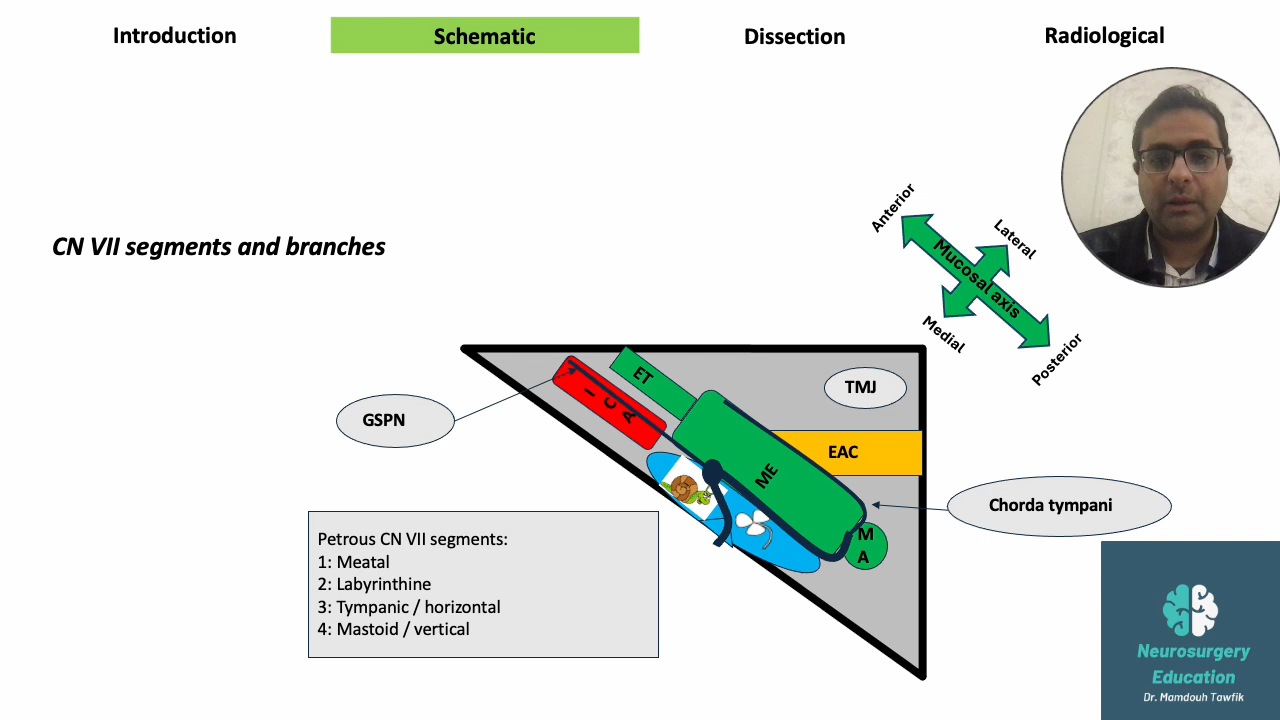 Introduction
Schematic
Dissection
Radiological
Anterior
Lateral
Mucosal axis
Medial
Posterior
CN VII segments and branches
ET
TMJ
ICA
GSPN
EAC
ME
Chorda tympani
M
A
Petrous CN VII segments:
1: Meatal
2: Labyrinthine
3: Tympanic / horizontal
4: Mastoid / vertical
Neurosurgery
Education
Dr. Mamdouh Tawfik